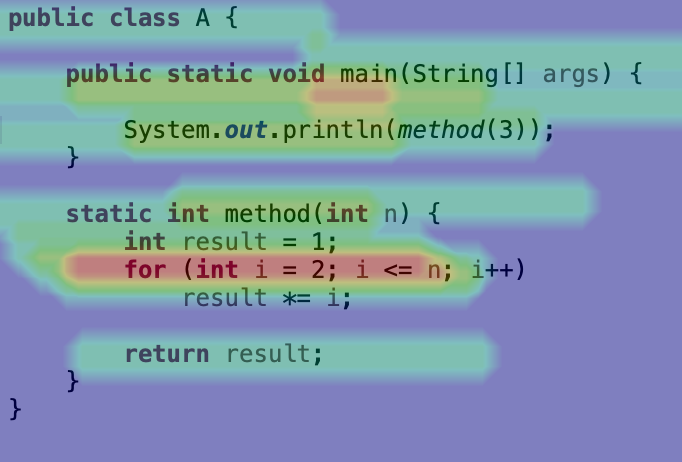 public class A {
public static void main(String[] args) {
System.out.println(method(3));
}
static int method(int n) {
int result = 1;
for (int i = 2; i <= n; i++)
result *= i;
return result;
}
}